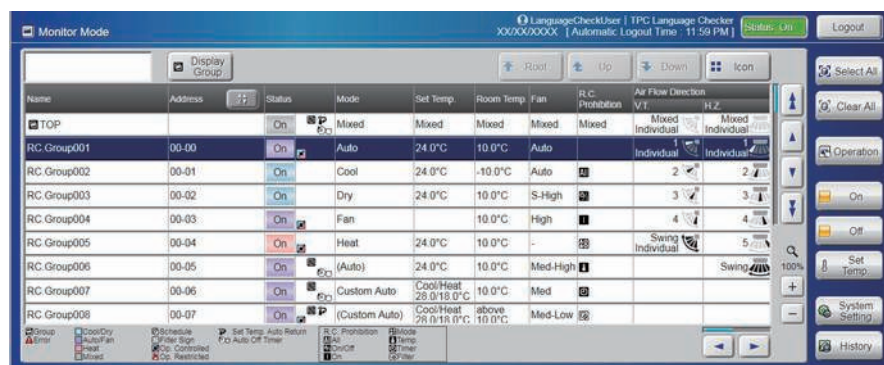 Monitor Mode
LanguageCheckUser | TPC Language Checker
XX/XX/XXXX [ Automatic Logout Time : 11:59 PM ]
Status: On
Logout
Display Group
Root
Up
Down
Icon
Select All
Name Address Status Mode Set Temp. Room Temp. Fan R.C. Prohibition Air Flow Direction V.T. H.Z.
Clear All
TOP On Mixed Mixed Mixed Mixed Mixed Mixed Individual Mixed Individual
RC.Group001 00-00 On Auto 24.0°C 10.0°C Auto 1 Individual 1 Individual
Operation
RC.Group002 00-01 On Cool 24.0°C -10.0°C Auto 2 2
RC.Group003 00-02 On Dry 24.0°C 10.0°C S-High 3 3
On
RC.Group004 00-03 On Fan 10.0°C High 4 4
Off
RC.Group005 00-04 On Heat 24.0°C 10.0°C - Swing Individual 5
RC.Group006 00-05 On (Auto) 24.0°C 10.0°C Med-High Swing
100%
Set Temp.
RC.Group007 00-06 On Custom Auto Cool/Heat 28.0/18.0°C 10.0°C Med
RC.Group008 00-07 On (Custom Auto) Cool/Heat 28.0/18.0°C above 10.0°C Med-Low
System Setting
Group Cool/Dry Schedule Set Temp. Auto Return R.C. Prohibition Mode
Error Auto/Fan Filter Sign Auto Off Timer All Temp.
Heat Op. Controlled On/Off Timer
Mixed Op. Restricted On Filter
History